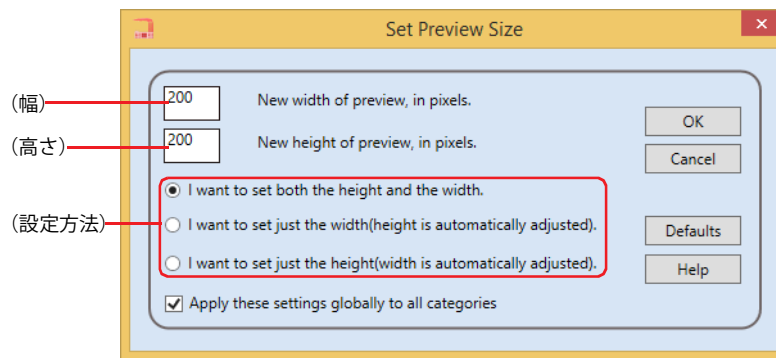 Set Preview Size
(幅)
200
New width of preview, in pixels.
(高さ)
200
New height of preview, in pixels.
OK
Cancel
(設定方法)
I want to set both the height and the width.
I want to set just the width(height is automatically adjusted).
I want to set just the height(width is automatically adjusted).
Defaults
Help
Apply these settings globally to all categories